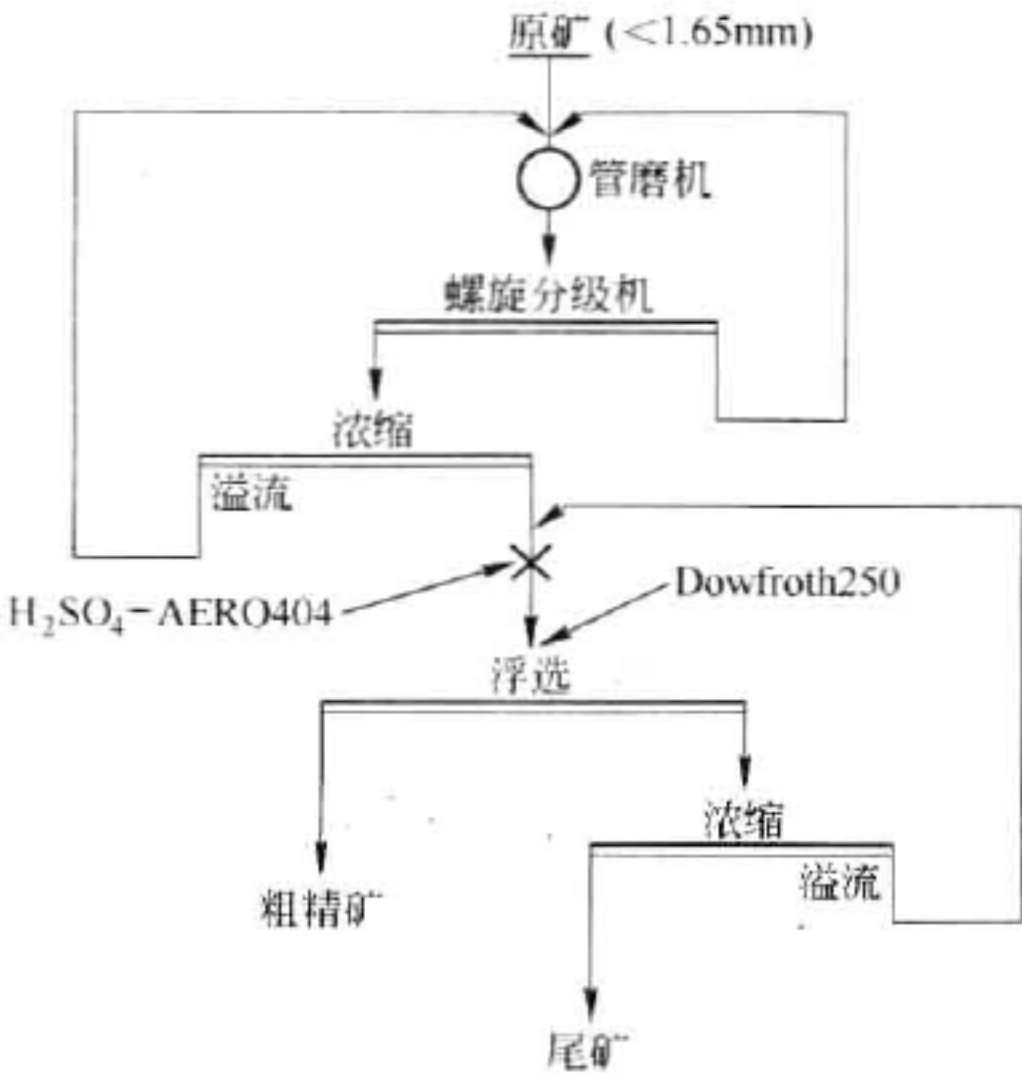 原矿 (<1.65mm)
管磨机
螺旋分级机
浓缩
溢流
H₂SO₄-AERO404
Dowfroth250
浮选
浓缩
溢流
粗精矿
尾矿